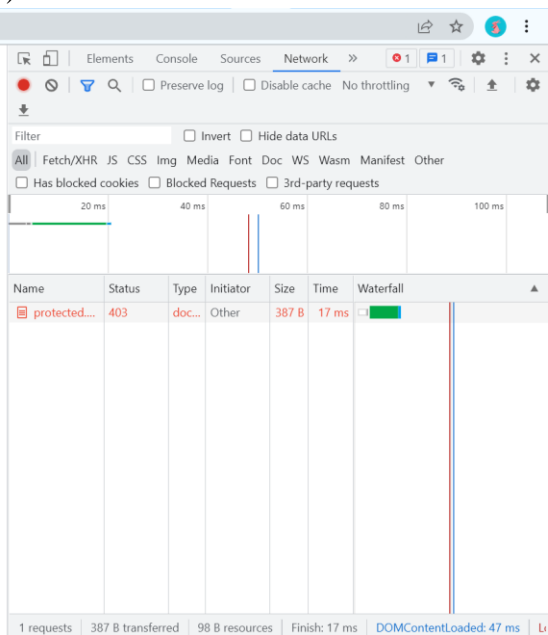 Elements Console Sources Network » 1 1
Preserve log Disable cache No throttling
Filter Invert Hide data URLs
All Fetch/XHR JS CSS Img Media Font Doc WS Wasm Manifest Other
Has blocked cookies Blocked Requests 3rd-party requests
20 ms 40 ms 60 ms 80 ms 100 ms
Name Status Type Initiator Size Time Waterfall
protected.... 403 doc... Other 387 B 17 ms
1 requests 387 B transferred 98 B resources Finish: 17 ms DOMContentLoaded: 47 ms